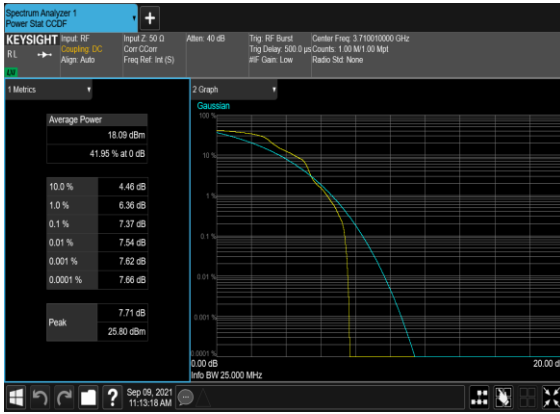 Spectrum Analyzer 1
Power Stat CCDF
+
KEYSIGHT
RL
Input: RF
Coupling: DC
Align: Auto
Input Z: 50 Ω
Corr CCorr
Freq Ref: Int (S)
Atten: 40 dB
Trig: RF Burst
Trig Delay: 500.0 µs
#IF Gain: Low
Center Freq: 3.710010000 GHz
Counts: 1.00 M/1.00 Mpt
Radio Std: None
1 Metrics
Average Power
18.09 dBm
41.95 % at 0 dB
10.0 % 4.46 dB
1.0 % 6.36 dB
0.1 % 7.37 dB
0.01 % 7.54 dB
0.001 % 7.62 dB
0.0001 % 7.66 dB
Peak
7.71 dB
25.80 dBm
2 Graph
Gaussian
100 %
10 %
1 %
0.1 %
0.01 %
0.001 %
0.0001 %
0.00 dB
20.00 dB
Info BW 25.000 MHz
?
Sep 09, 2021
11:13:18 AM